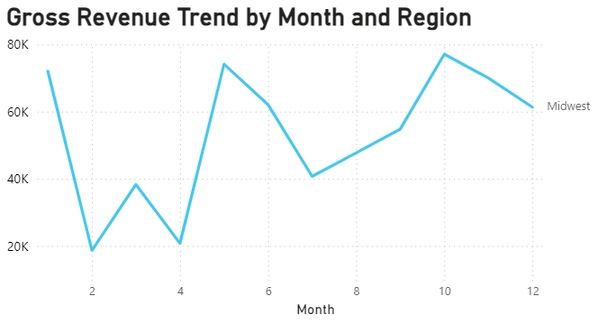 Gross Revenue Trend by Month and Region
80K
60K
Midwest
40K
20K
2 4 6 8 10 12
Month